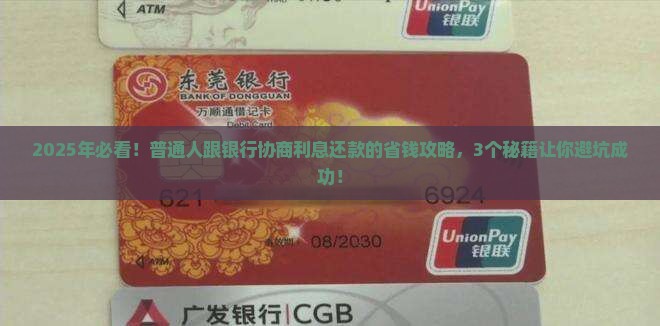 ATM
UnionPay
银联
东莞银行
BANK OF DONGGUAN
万顺通借记卡
Debit Card
2025年必看！普通人跟银行协商利息还款的省钱攻略，3个秘籍让你避坑成
功！
621 6924
有效期 08/2030
ATM
UnionPay
银联
广发银行|CGB